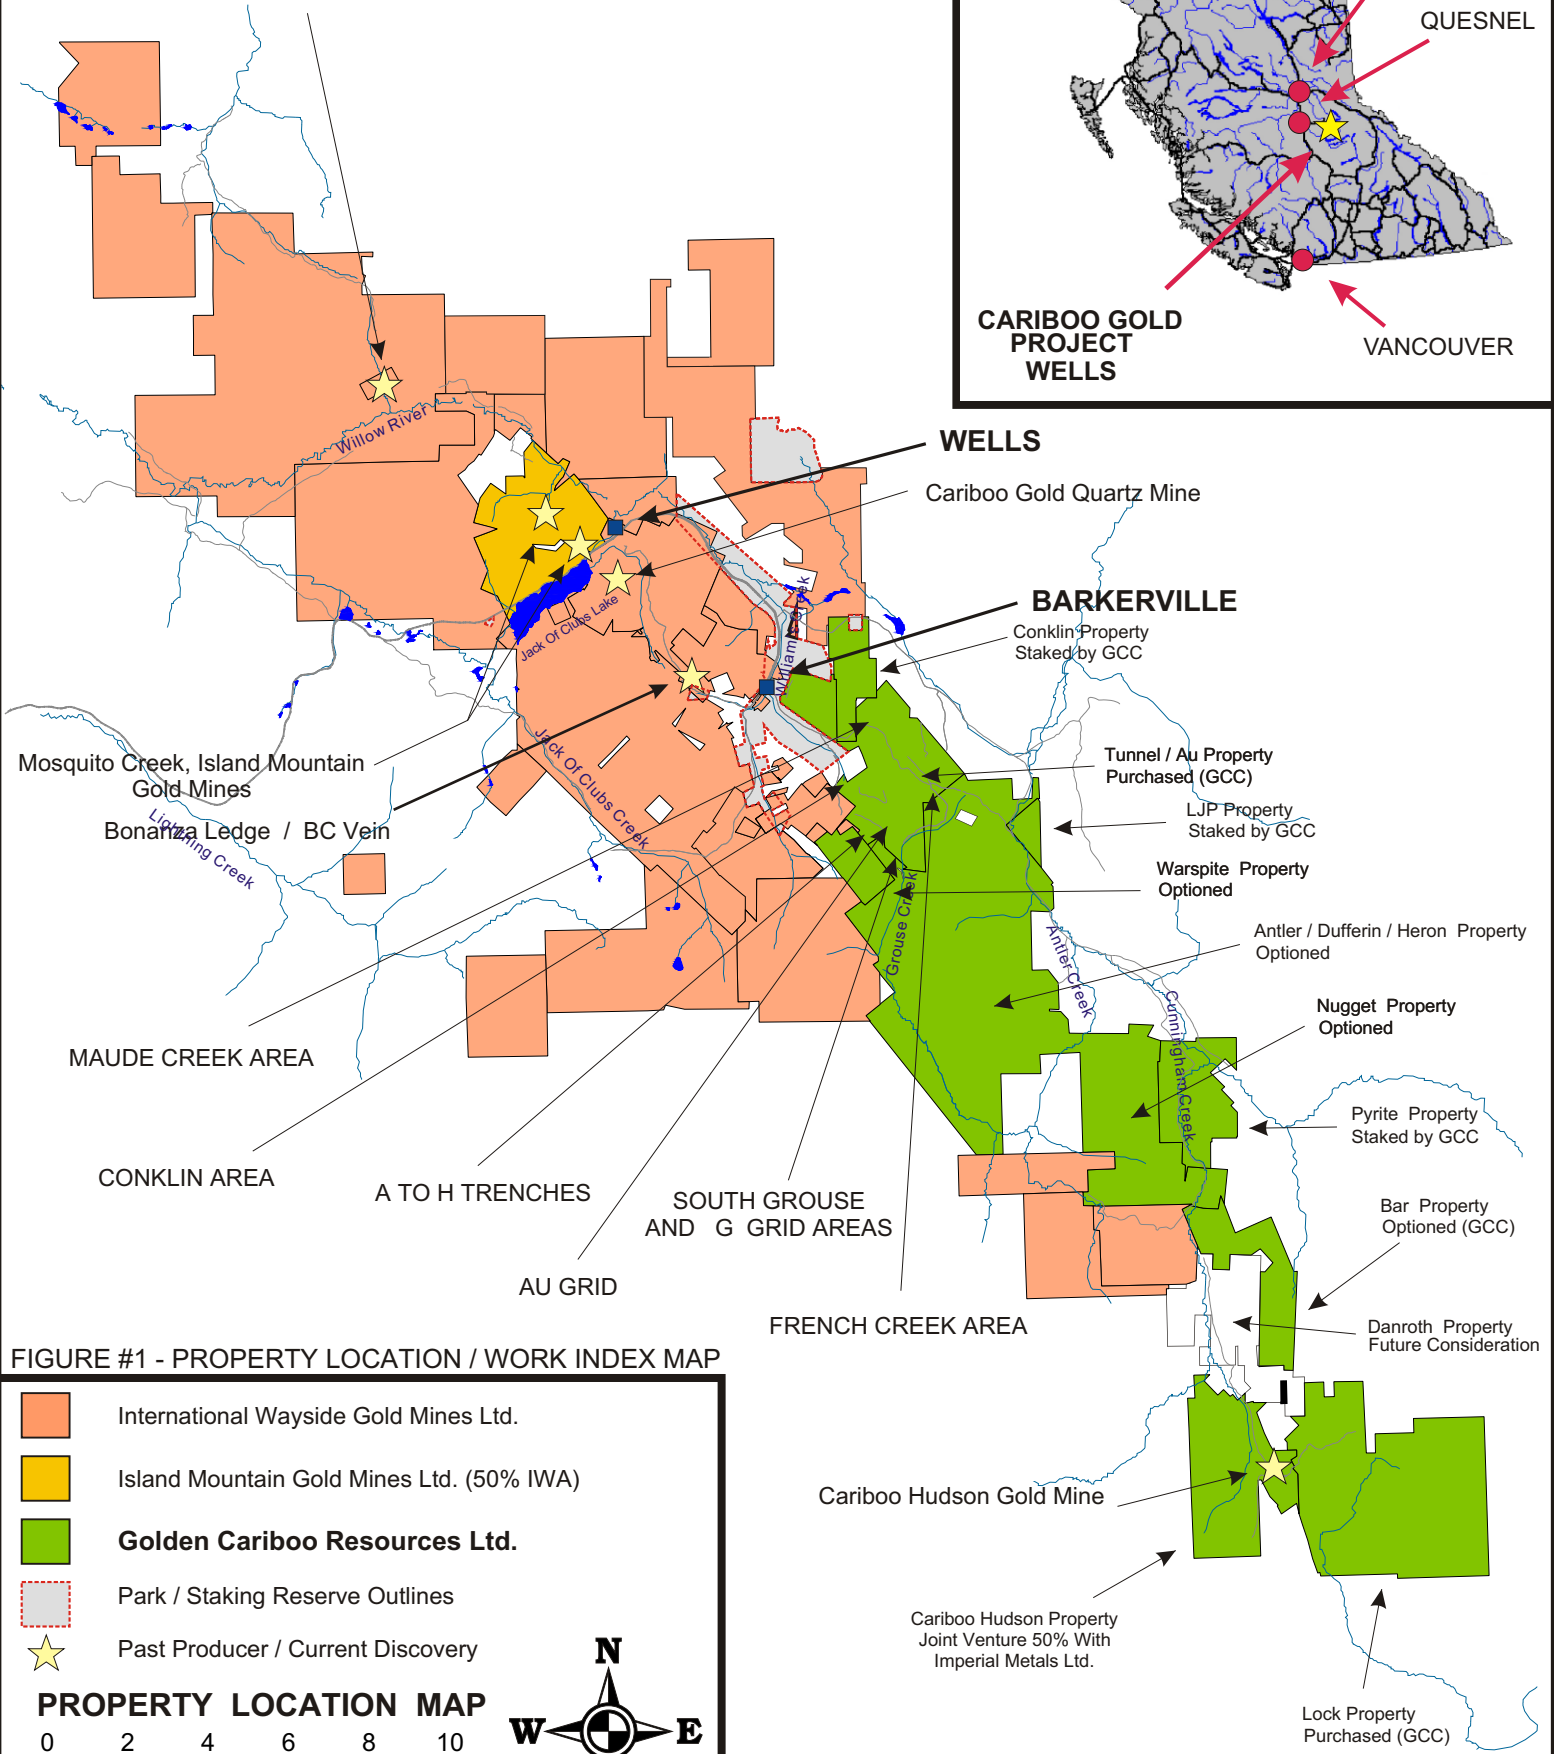 QUESNEL
CARIBOO GOLD
PROJECT
WELLS
VANCOUVER
Willow River
WELLS
Cariboo Gold Quartz Mine
Jack Of Clubs Lake
Williams Creek
BARKERVILLE
Conklin Property
Staked by GCC
Mosquito Creek, Island Mountain
Gold Mines
Jack Of Clubs Creek
Tunnel / Au Property
Purchased (GCC)
LJP Property
Staked by GCC
Bonanza Ledge / BC Vein
Lightning Creek
Warspite Property
Optioned
Grouse Creek
Antler Creek
Antler / Dufferin / Heron Property
Optioned
Cunningham Creek
Nugget Property
Optioned
MAUDE CREEK AREA
Pyrite Property
Staked by GCC
CONKLIN AREA
A TO H TRENCHES
SOUTH GROUSE
AND G GRID AREAS
Bar Property
Optioned (GCC)
AU GRID
FRENCH CREEK AREA
Danroth Property
Future Consideration
FIGURE #1 - PROPERTY LOCATION / WORK INDEX MAP
International Wayside Gold Mines Ltd.
Island Mountain Gold Mines Ltd. (50% IWA)
Golden Cariboo Resources Ltd.
Park / Staking Reserve Outlines
Past Producer / Current Discovery
Cariboo Hudson Gold Mine
Cariboo Hudson Property
Joint Venture 50% With
Imperial Metals Ltd.
Lock Property
Purchased (GCC)
PROPERTY LOCATION MAP
0 2 4 6 8 10
N
W E